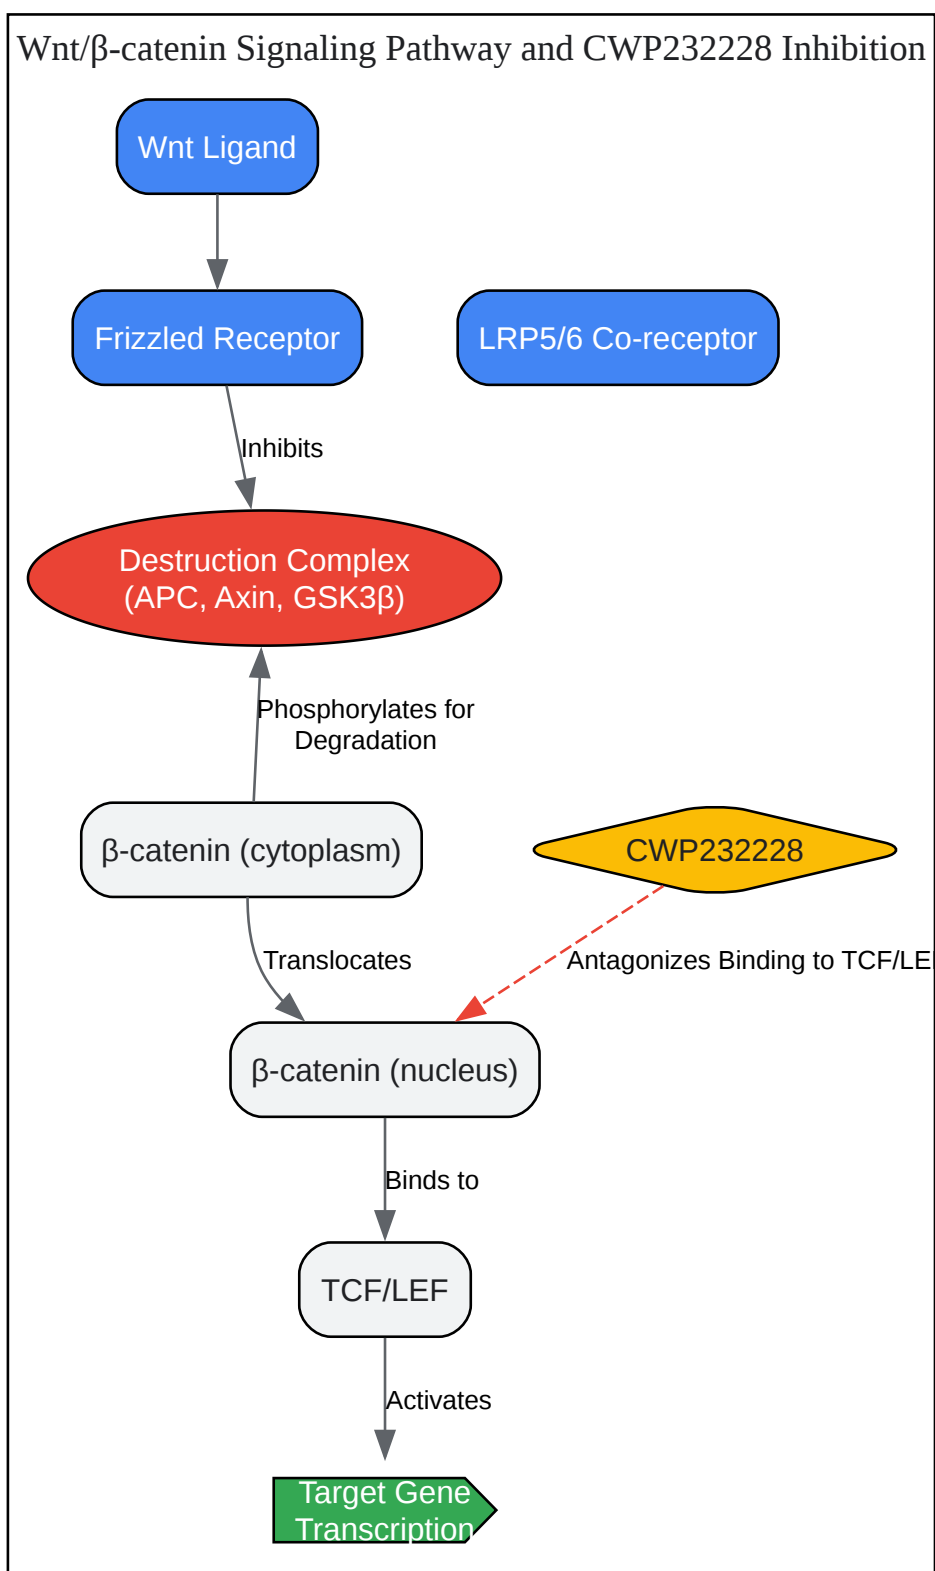 Wnt/β-catenin Signaling Pathway and CWP232228 Inhibition
Wnt Ligand
Frizzled Receptor
LRP5/6 Co-receptor
Inhibits
Destruction Complex
(APC, Axin, GSK3β)
Phosphorylates for
Degradation
β-catenin (cytoplasm)
CWP232228
Translocates
Antagonizes Binding to TCF/LEF
β-catenin (nucleus)
Binds to
TCF/LEF
Activates
Target Gene
Transcription